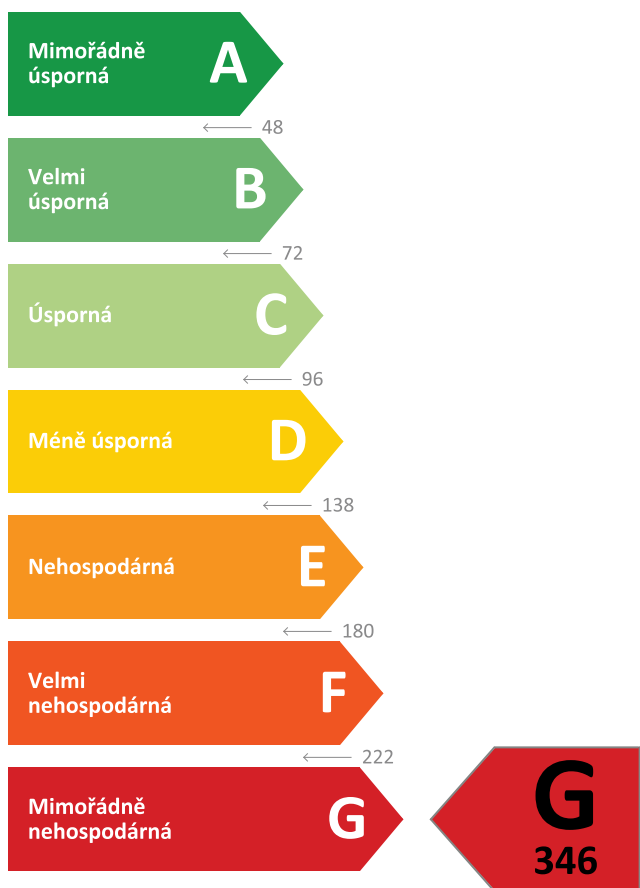 Mimořádně
úsporná
A
48
Velmi
úsporná
B
72
Úsporná
C
96
Méně úsporná
D
138
Nehospodárná
E
180
Velmi
nehospodárná
F
222
Mimořádně
nehospodárná
G
G
346